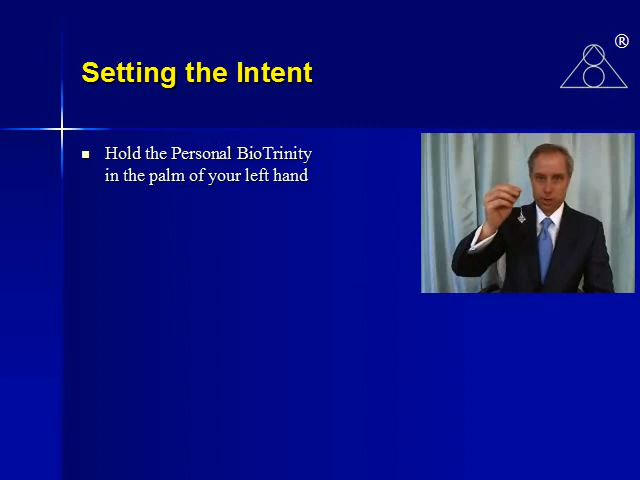 ®
Setting the Intent
Hold the Personal BioTrinity
in the palm of your left hand